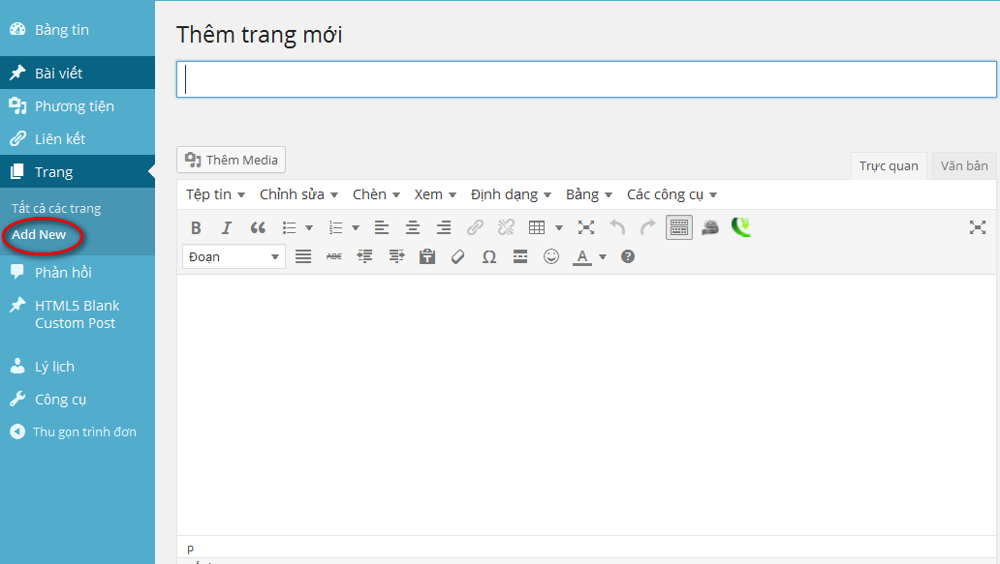 Bảng tin
Bài viết
Phương tiện
Liên kết
Trang
Tất cả các trang
Add New
Phản hồi
HTML5 Blank
Custom Post
Lý lịch
Công cụ
Thu gọn trình đơn
Thêm trang mới
Thêm Media
Trực quan
Văn bản
Tệp tin
Chỉnh sửa
Chèn
Xem
Định dạng
Bảng
Các công cụ
B I
ABC
Đoạn
Ω
A
p